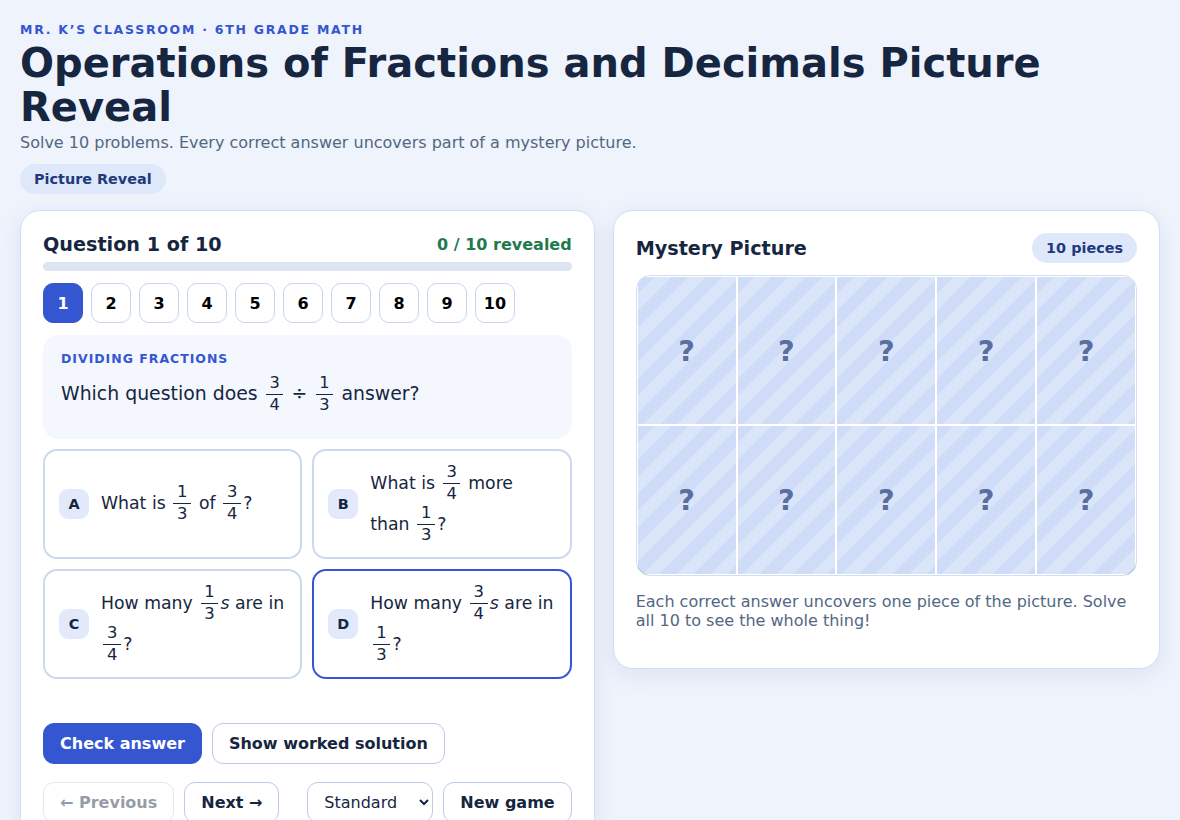 MR. K’S CLASSROOM · 6TH GRADE MATH
Operations of Fractions and Decimals Picture
Reveal
Solve 10 problems. Every correct answer uncovers part of a mystery picture.
Picture Reveal
Question 1 of 10
0 / 10 revealed
1 2 3 4 5 6 7 8 9 10
DIVIDING FRACTIONS
Which question does 3/4 ÷ 1/3 answer?
A What is 1/3 of 3/4?
B What is 3/4 more
than 1/3?
C How many 1/3s are in
3/4?
D How many 3/4s are in
1/3?
Check answer
Show worked solution
← Previous
Next →
Standard
New game
Mystery Picture
10 pieces
? ? ? ? ?
? ? ? ? ?
Each correct answer uncovers one piece of the picture. Solve
all 10 to see the whole thing!